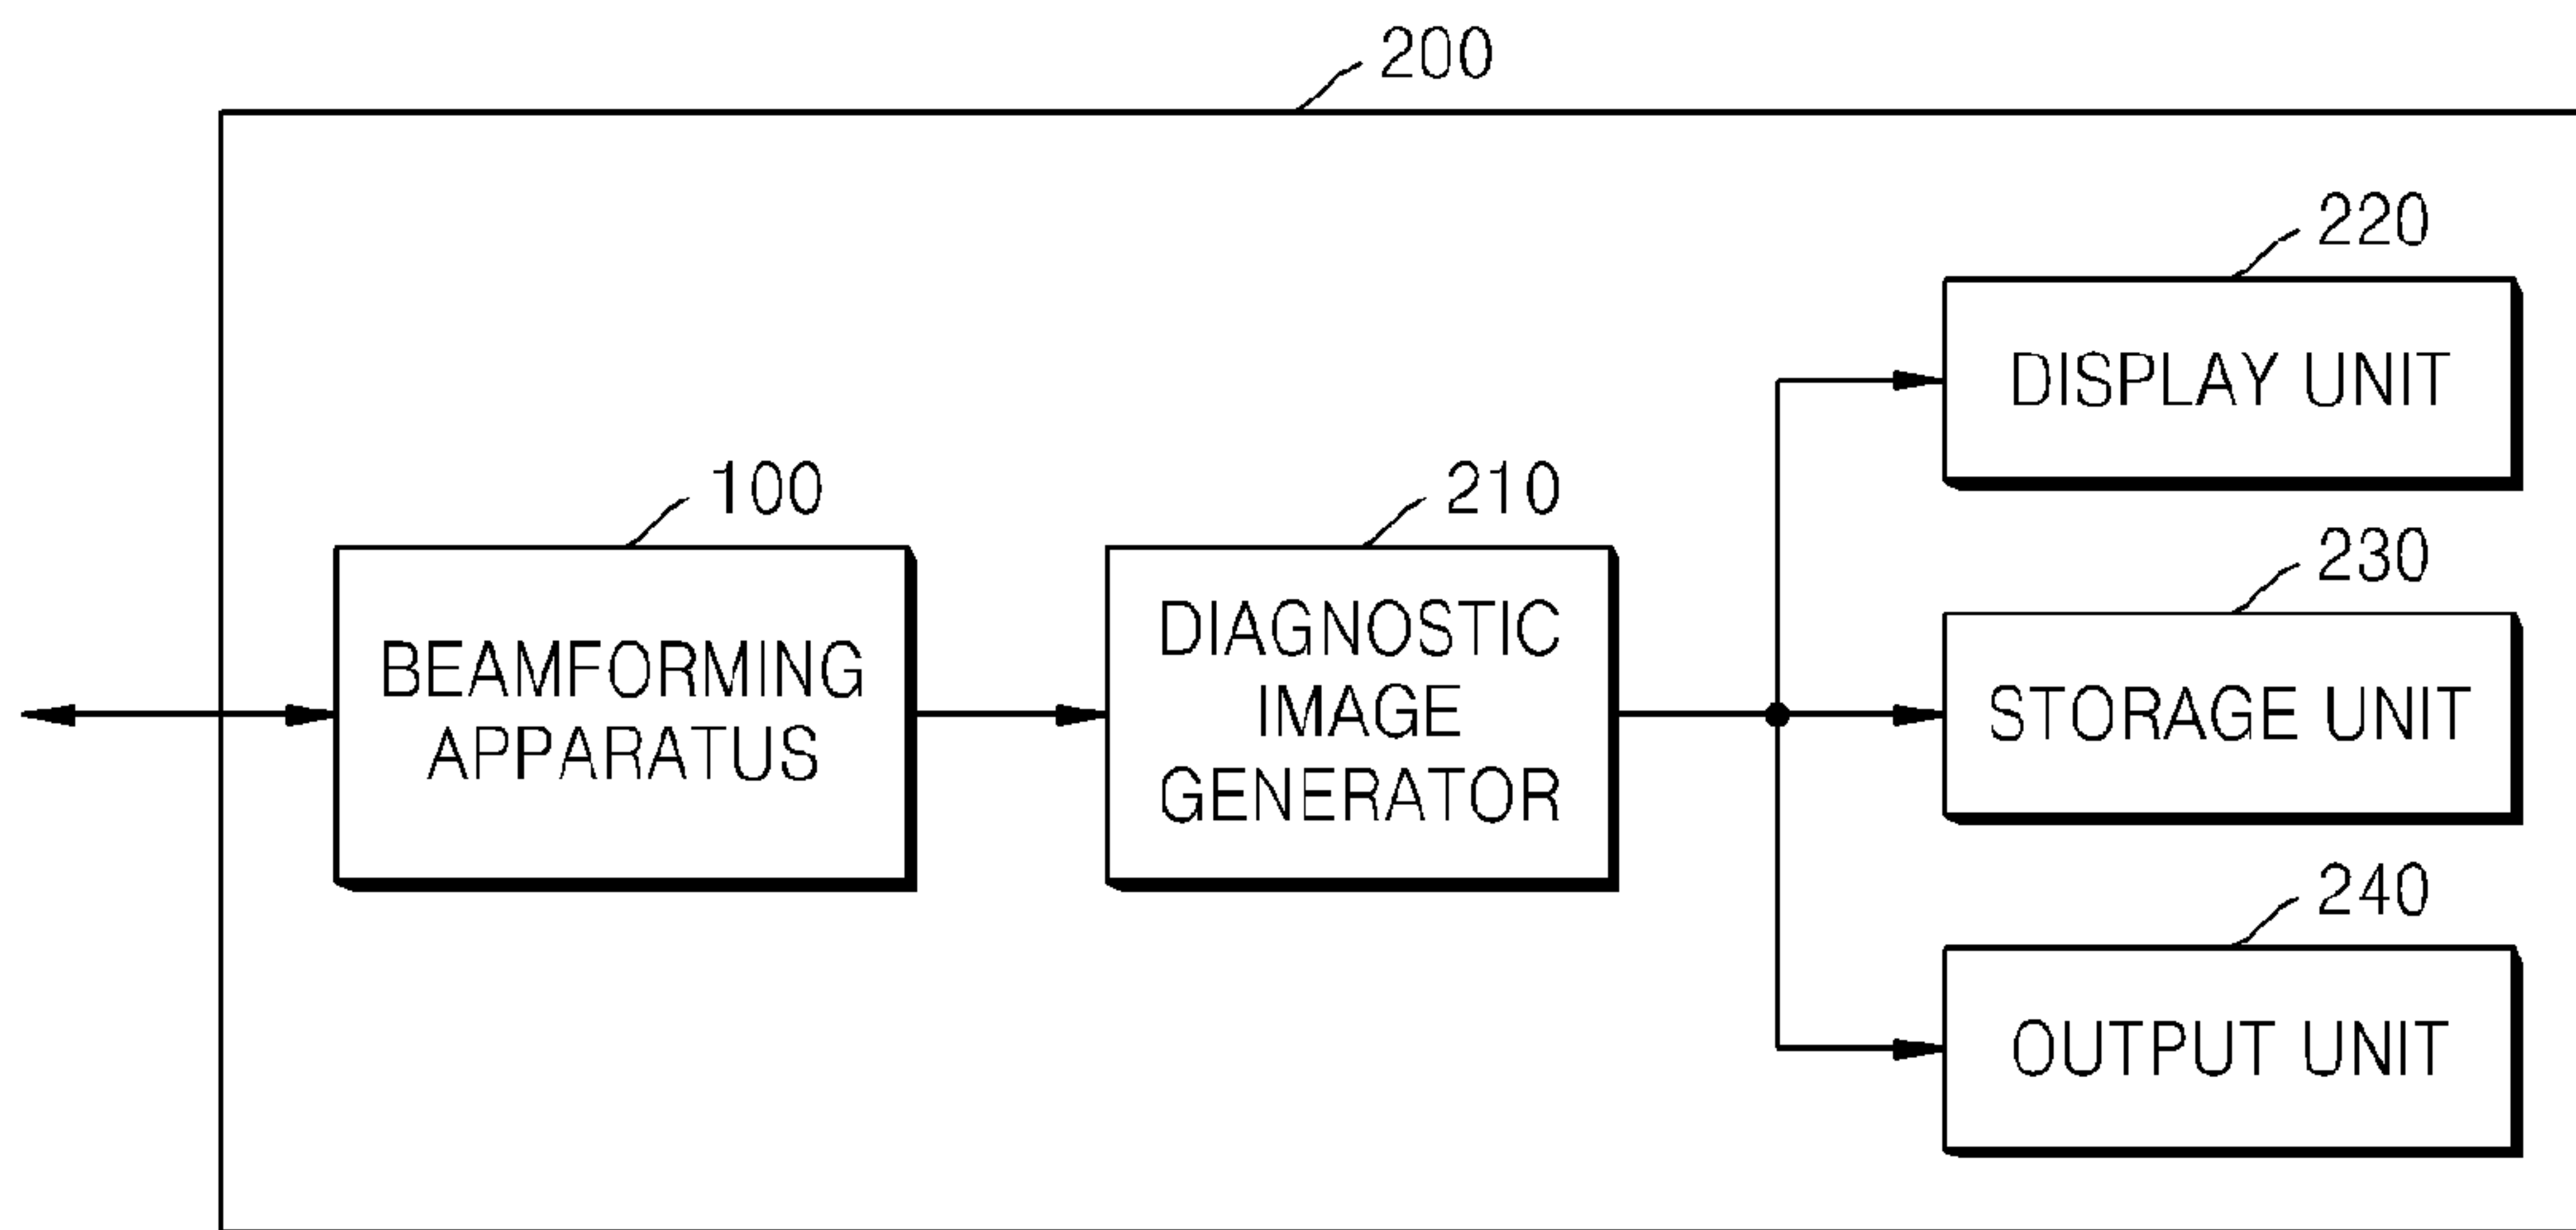 200
220
DISPLAY UNIT
100
BEAMFORMING
APPARATUS
210
DIAGNOSTIC
IMAGE
GENERATOR
230
STORAGE UNIT
240
OUTPUT UNIT